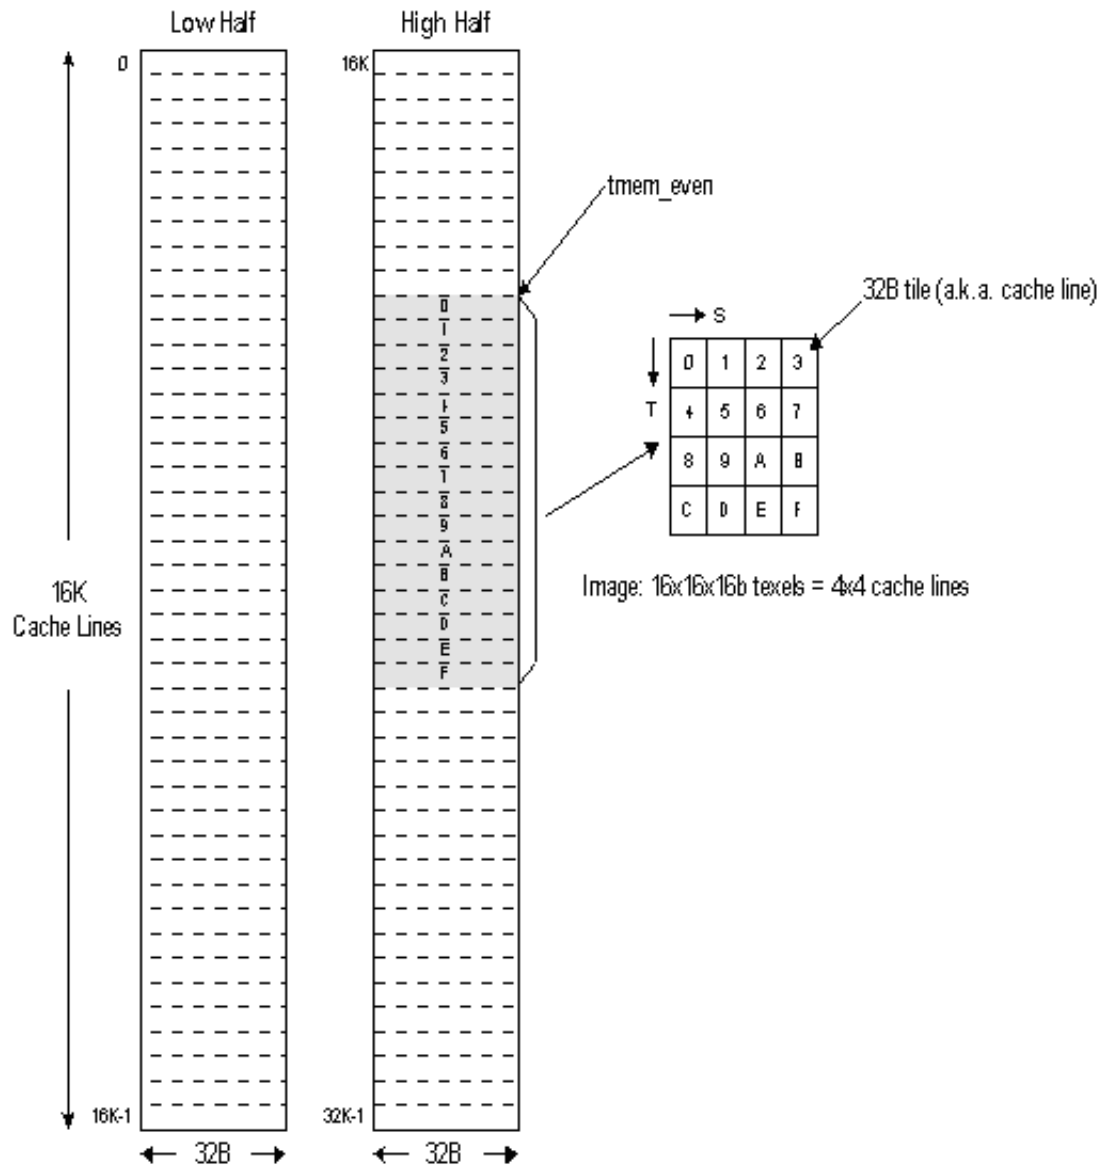 Low Half
High Half
0
16K
tmem_even
32B tile (a.k.a. cache line)
S
T
0 1 2 3
4 5 6 7
8 9 A B
C D E F
0
1
2
3
4
5
6
7
8
9
A
B
C
D
E
F
Image: 16x16x16b texels = 4x4 cache lines
16K
Cache Lines
16K-1
32K-1
32B
32B